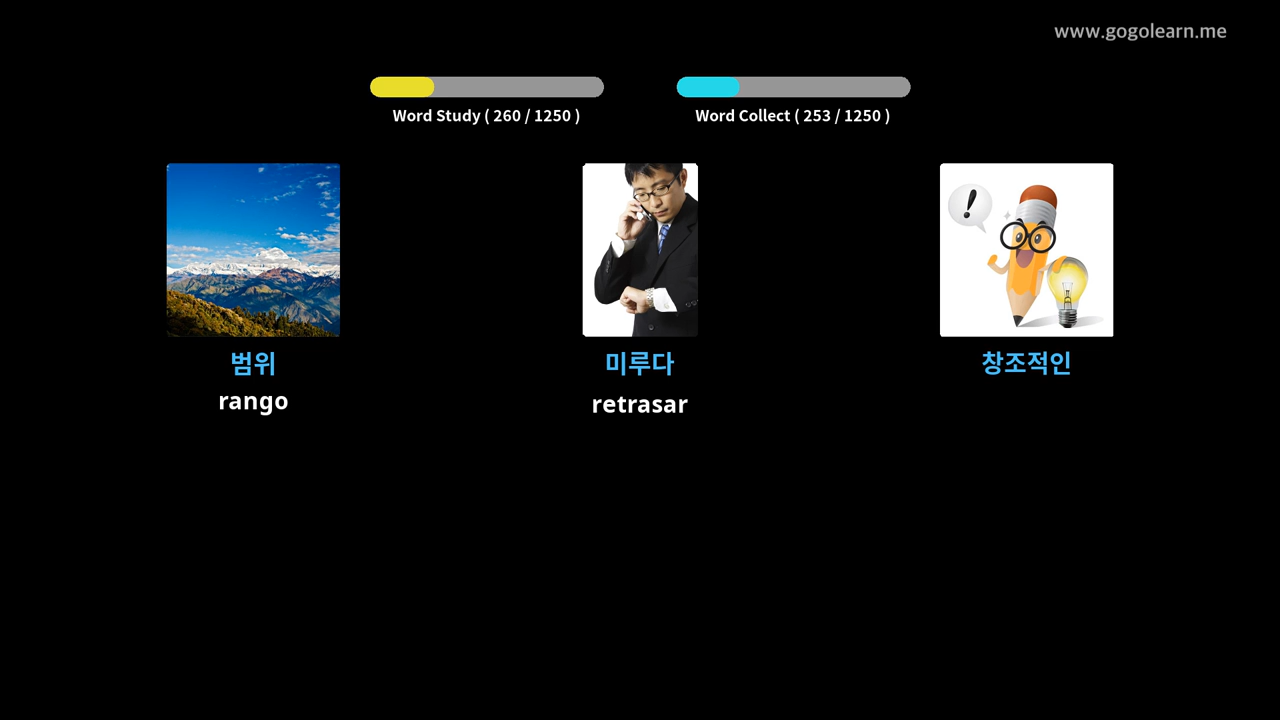 www.gogolearn.me
Word Study ( 260 / 1250 )
Word Collect ( 253 / 1250 )
!
범위
미루다
창조적인
rango
retrasar